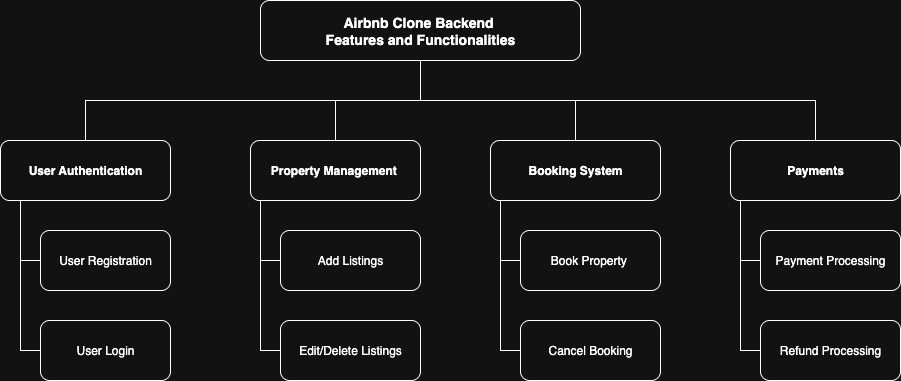 Airbnb Clone Backend
Features and Functionalities
User Authentication
Property Management
Booking System
Payments
User Registration
Add Listings
Book Property
Payment Processing
User Login
Edit/Delete Listings
Cancel Booking
Refund Processing